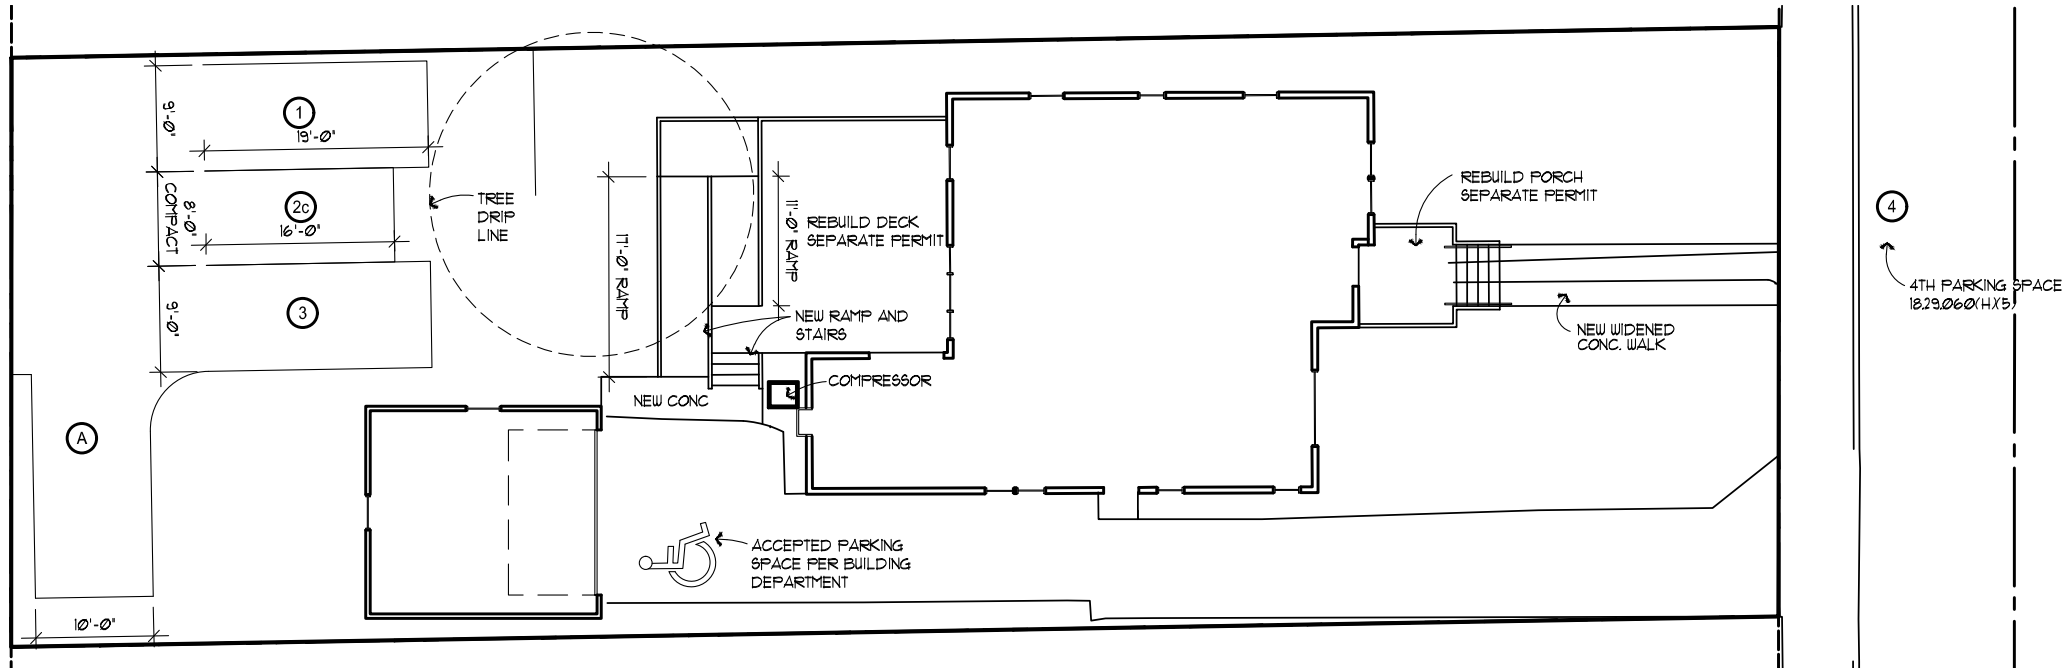 1
19'-0"
9'-0"
COMPACT
8'-0"
2c
16'-0"
9'-0"
3
A
10'-0"
TREE
DRIP
LINE
17'-0" RAMP
11'-0" RAMP
REBUILD DECK
SEPARATE PERMIT
NEW RAMP AND
STAIRS
COMPRESSOR
NEW CONC
ACCEPTED PARKING
SPACE PER BUILDING
DEPARTMENT
REBUILD PORCH
SEPARATE PERMIT
NEW WIDENED
CONC. WALK
4
4TH PARKING SPACE
18.29.060(H)(5)